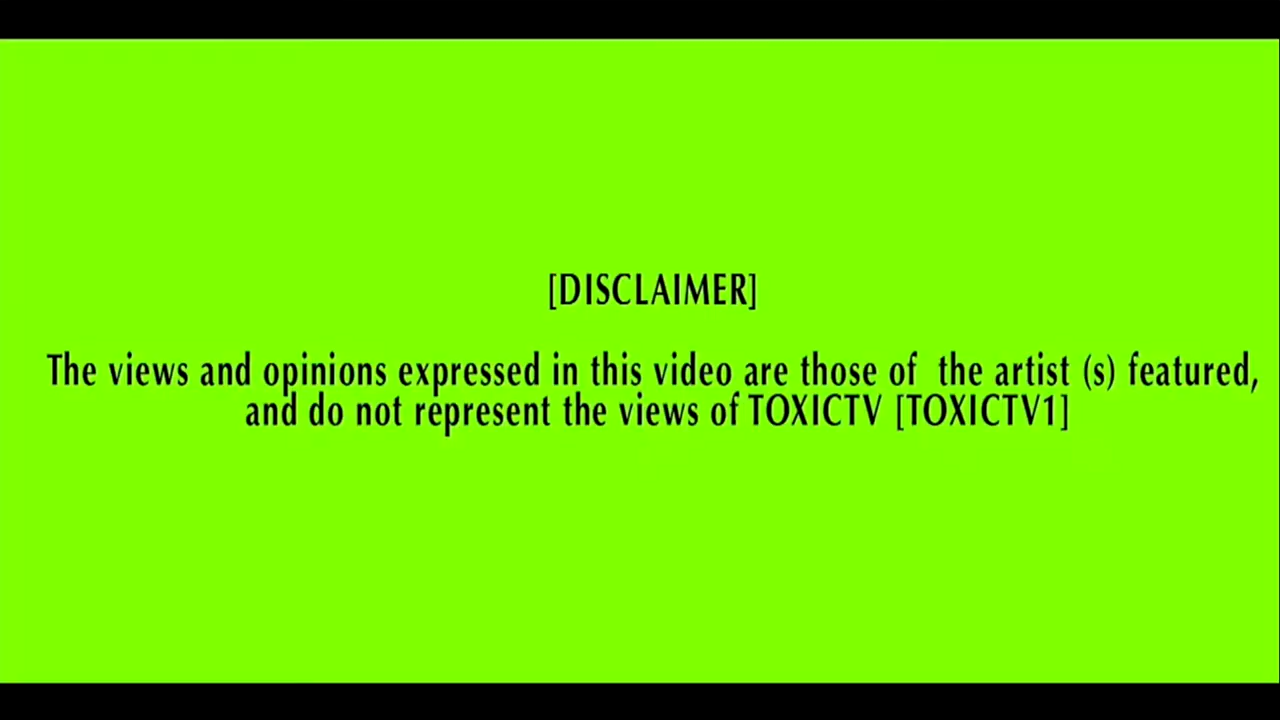 [DISCLAIMER]
The views and opinions expressed in this video are those of  the artist (s) featured,
and do not represent the views of TOXICTV [TOXICTV1]